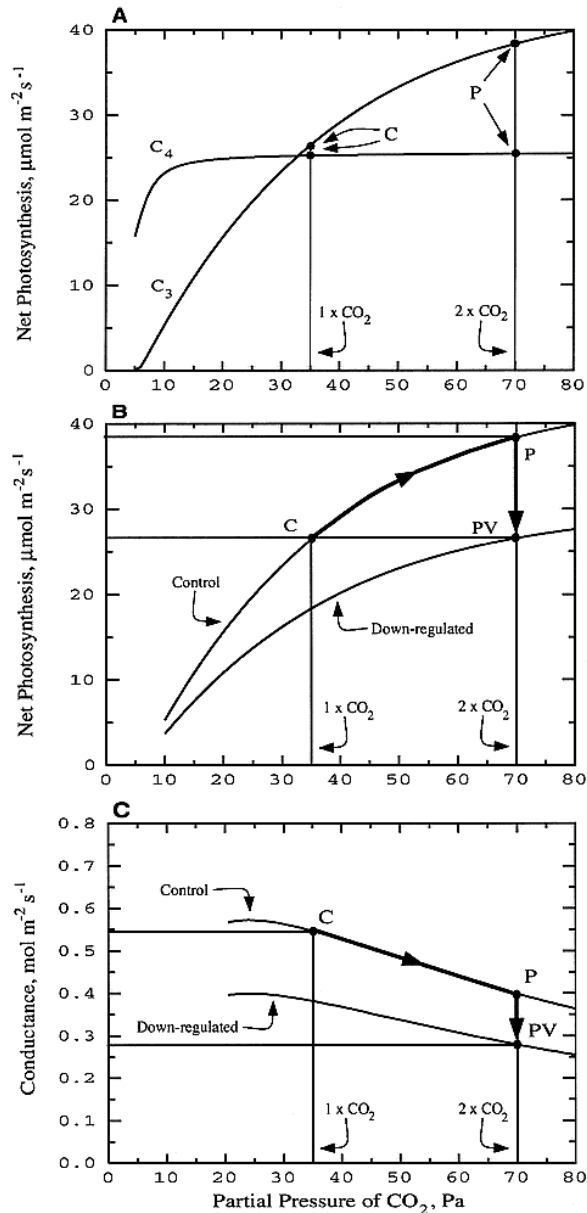 A
Net Photosynthesis, μmol m⁻² s⁻¹
40
30
20
10
0
C₄
C₃
C
P
1 x CO₂
2 x CO₂
0 10 20 30 40 50 60 70 80
B
Net Photosynthesis, μmol m⁻² s⁻¹
40
30
20
10
0
C
P
PV
Control
Down-regulated
1 x CO₂
2 x CO₂
0 10 20 30 40 50 60 70 80
C
Conductance, mol m⁻² s⁻¹
0.8
0.7
0.6
0.5
0.4
0.3
0.2
0.1
0.0
Control
C
P
Down-regulated
PV
1 x CO₂
2 x CO₂
0 10 20 30 40 50 60 70 80
Partial Pressure of CO₂, Pa